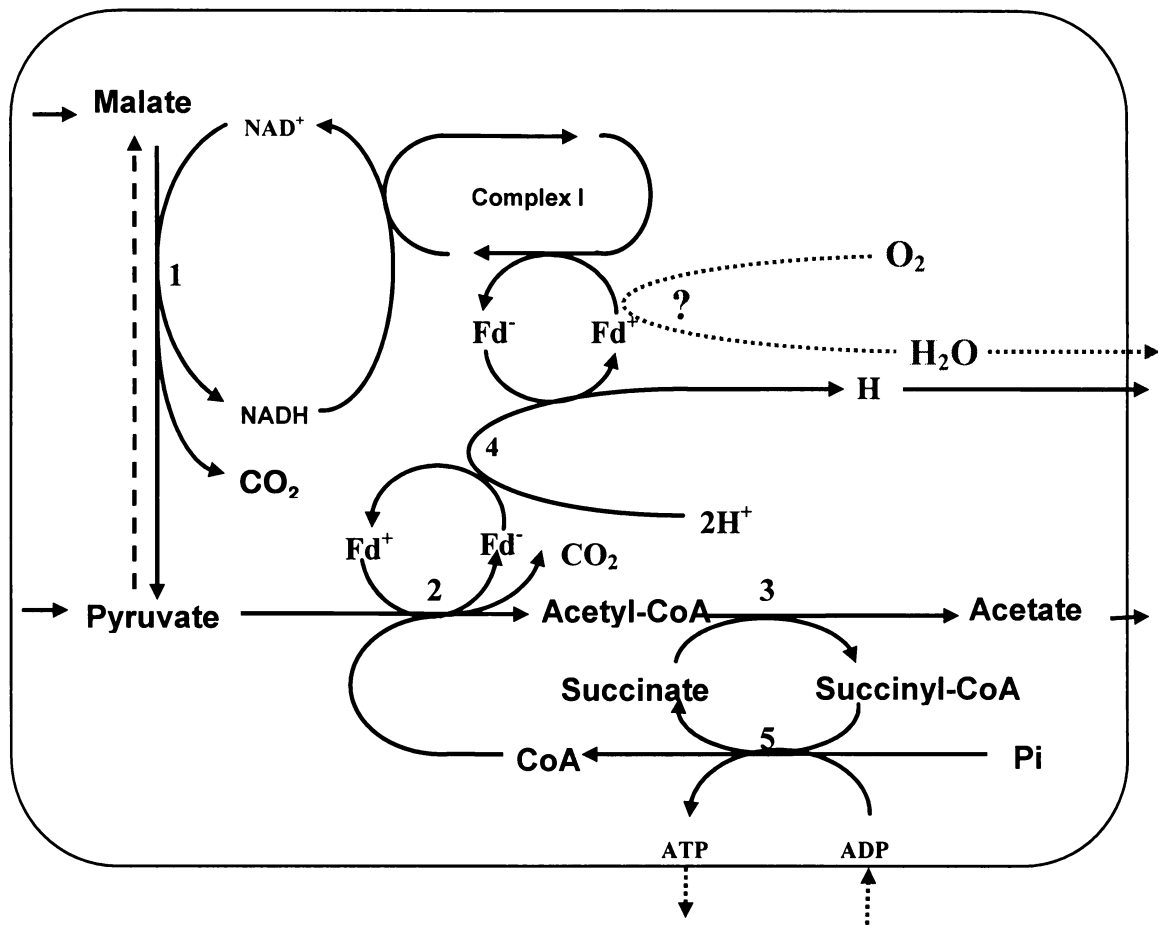 Malate
NAD⁺
Complex I
1
O₂
?
Fd⁻
Fd⁺
H₂O
H
NADH
4
CO₂
2H⁺
Fd⁺
Fd⁻
CO₂
2
3
Pyruvate
Acetyl-CoA
Acetate
Succinate
Succinyl-CoA
5
CoA
Pi
ATP
ADP